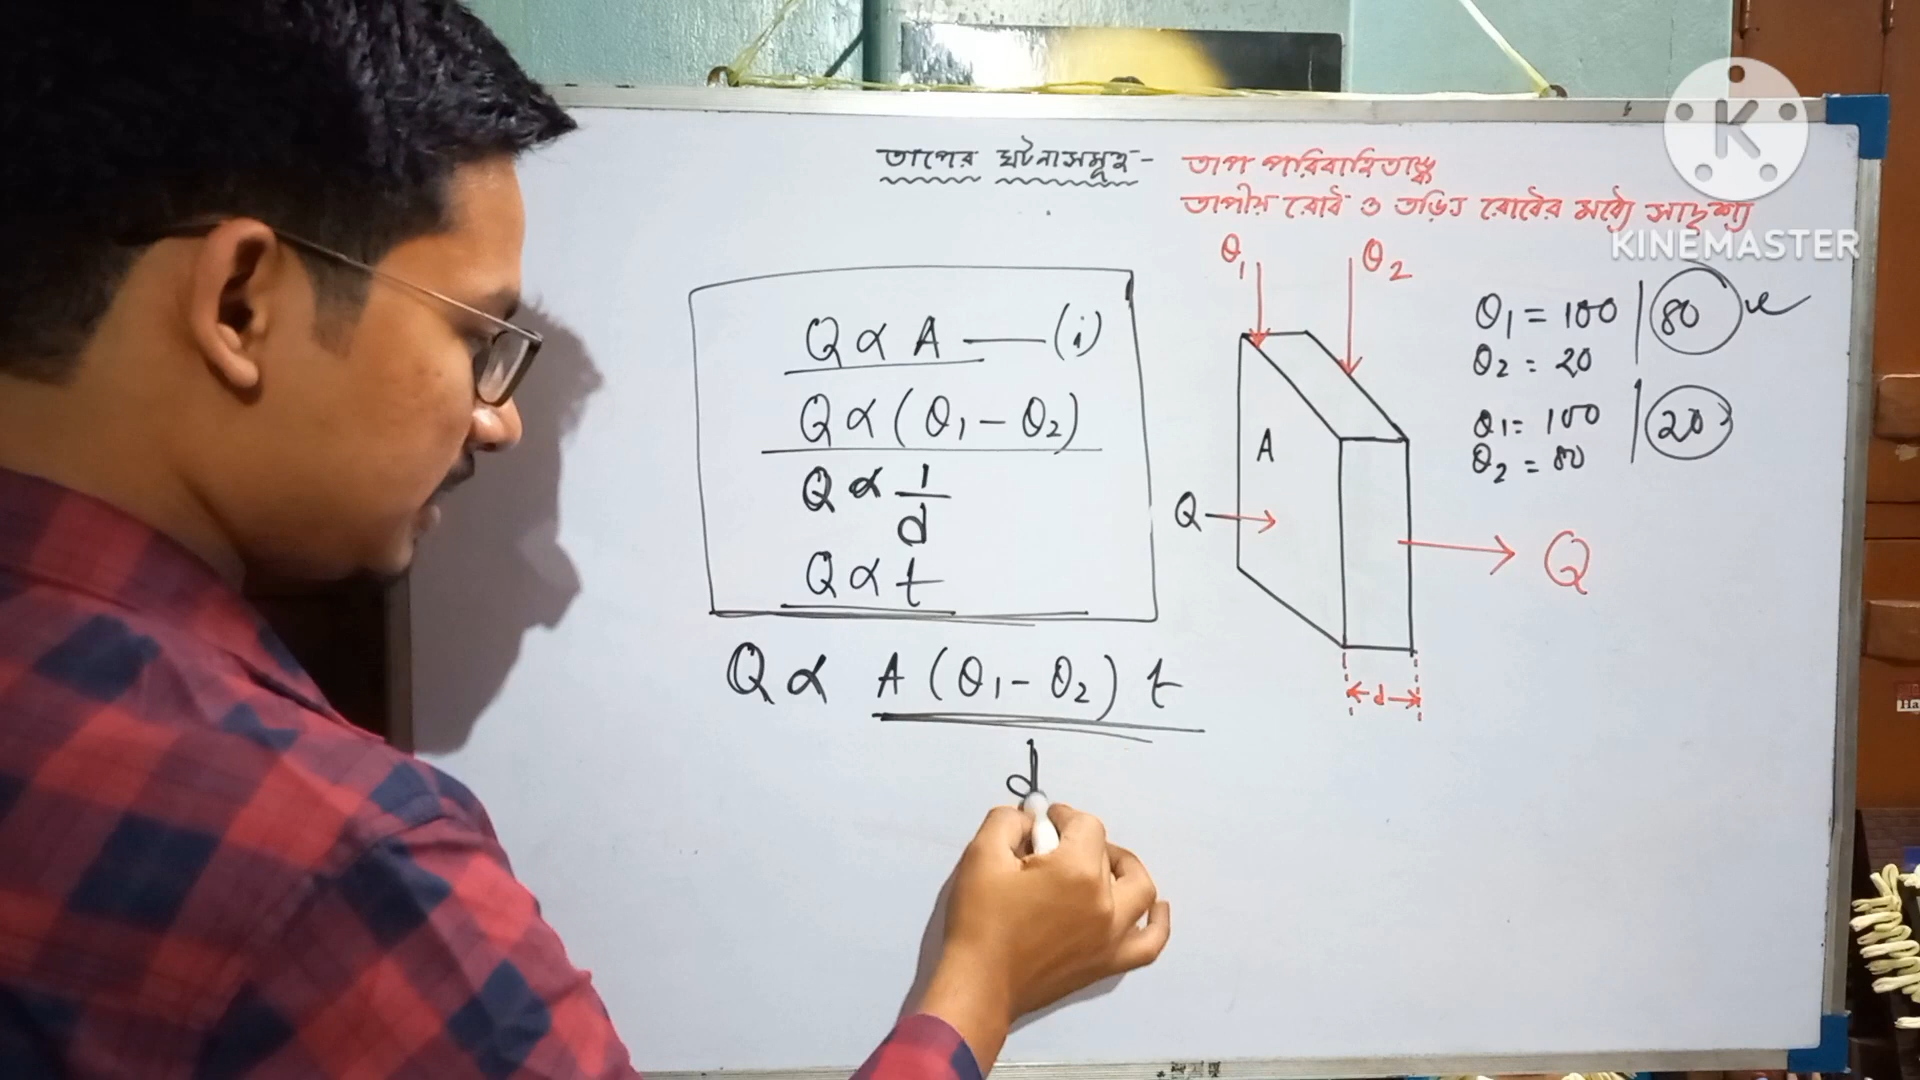 তাপের ঘটনাসমূহ - তাপ পরিবাহিতাঙ্ক
তাপীয় রোধ ও তড়িৎ রোধের মধ্যে সাদৃশ্য
K
KINEMASTER
Q ∝ A —— (i)
Q ∝ (θ₁ − θ₂)
Q ∝ 1/d
Q ∝ t
Q ∝ A (θ₁ − θ₂) t / d
θ₁ θ₂
A
Q
Q
d
θ₁ = 100 | 80
θ₂ = 20
θ₁ = 100 | 20
θ₂ = 80